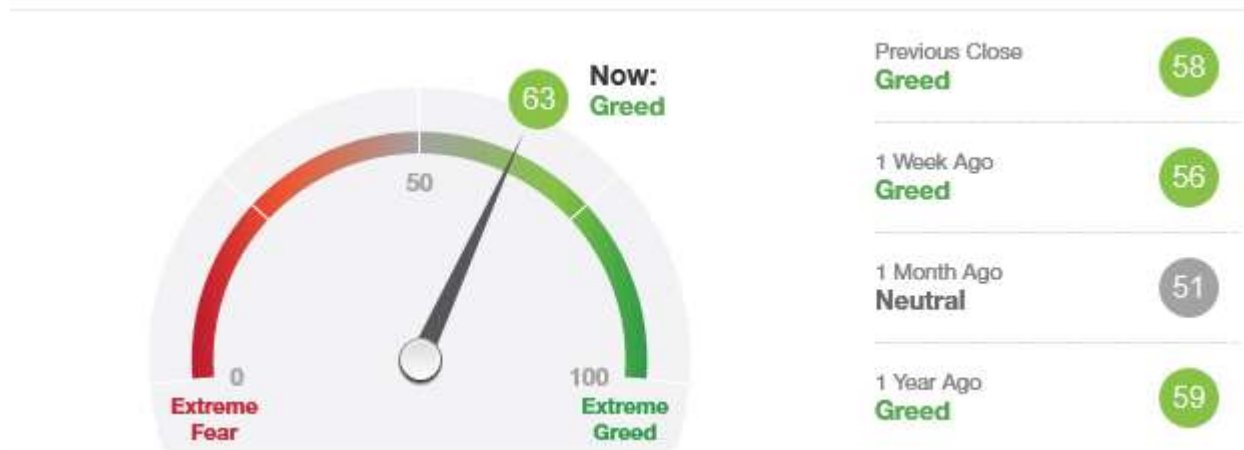 63
Now:
Greed
50
0
100
Extreme
Fear
Extreme
Greed
Previous Close
Greed
58
1 Week Ago
Greed
56
1 Month Ago
Neutral
51
1 Year Ago
Greed
59